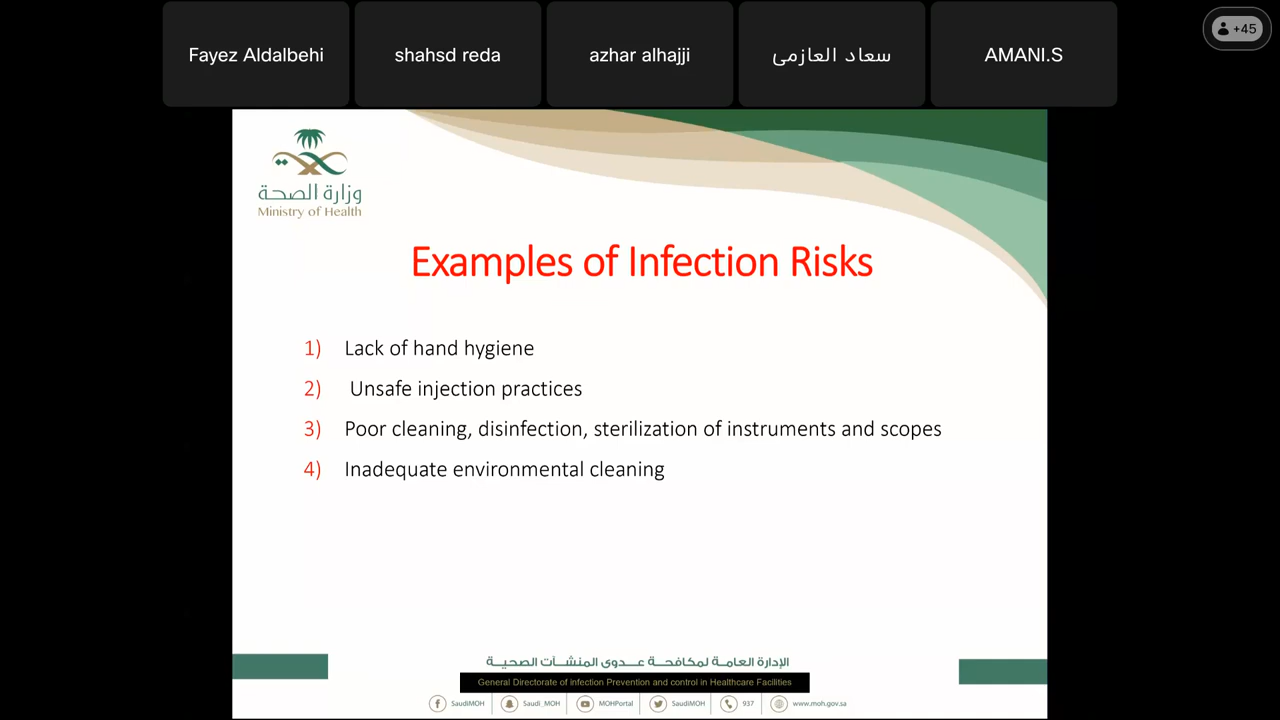 Fayez Aldalbehi
shahsd reda
azhar alhajji
سعاد العازمي
AMANI.S
+45
وزارة الصحة
Ministry of Health
Examples of Infection Risks
1) Lack of hand hygiene
2) Unsafe injection practices
3) Poor cleaning, disinfection, sterilization of instruments and scopes
4) Inadequate environmental cleaning
الإدارة العامة لمكافحة عدوى المنشآت الصحية
General Directorate of infection Prevention and control in Healthcare Facilities
SaudiMOH Saudi_MOH MOHPortal SaudiMOH 937 www.moh.gov.sa